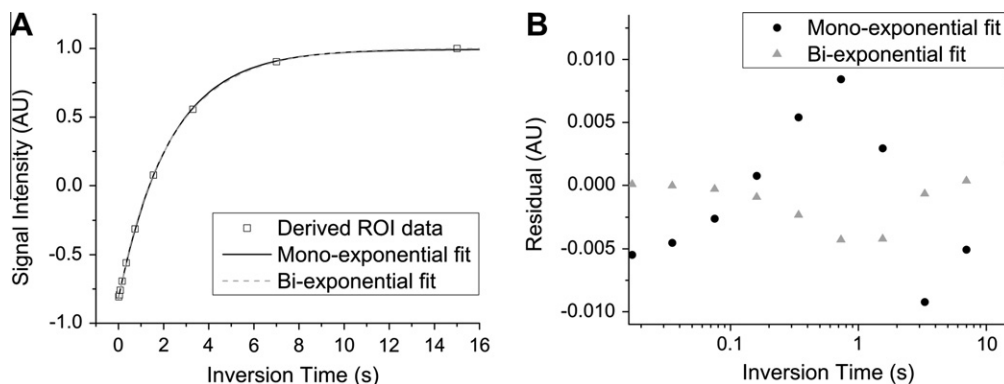 A
Signal Intensity (AU)
1.0
0.5
0.0
-0.5
-1.0
Derived ROI data
Mono-exponential fit
Bi-exponential fit
0 2 4 6 8 10 12 14 16
Inversion Time (s)
B
Residual (AU)
Mono-exponential fit
Bi-exponential fit
0.010
0.005
0.000
-0.005
-0.010
0.1 1 10
Inversion Time (s)